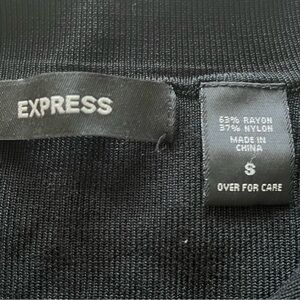 EXPRESS
63% RAYON
37% NYLON
MADE IN
CHINA
S
OVER FOR CARE